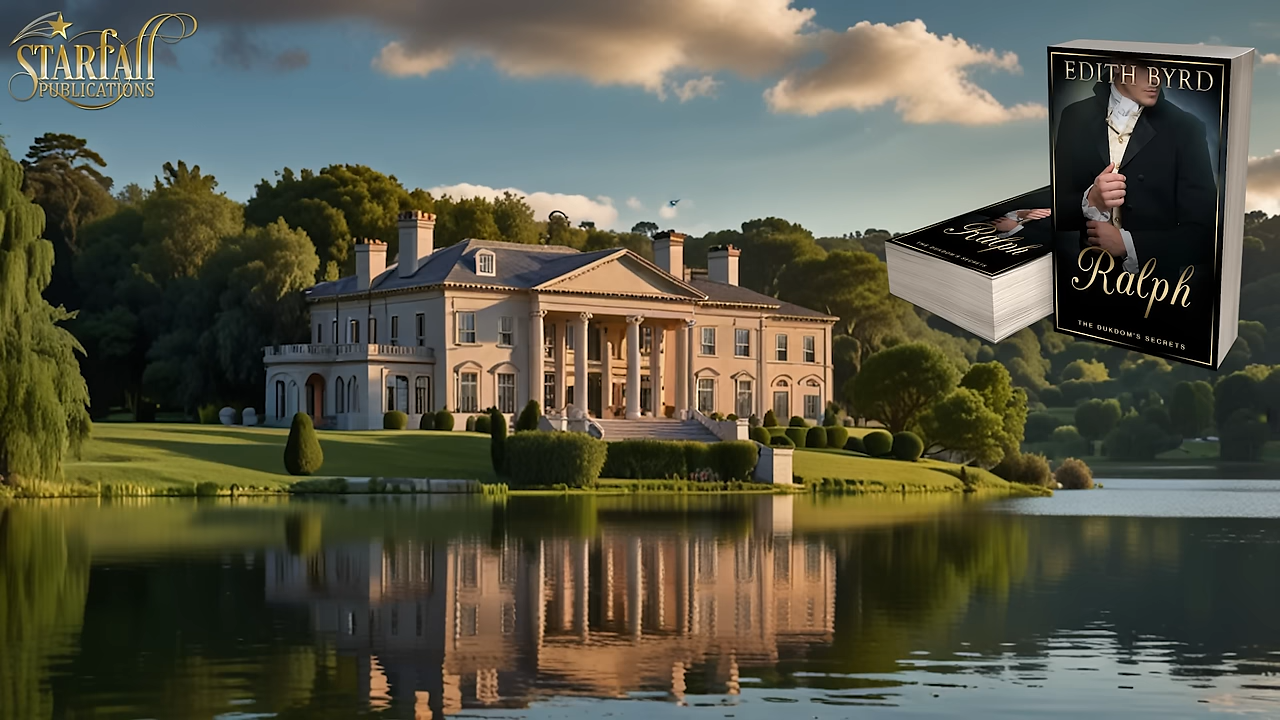 STARfall
PUBLICATIONS
EDITH BYRD
Ralph
THE DUKDOM'S SECRETS
Ralph
THE DUKDOM'S SECRETS